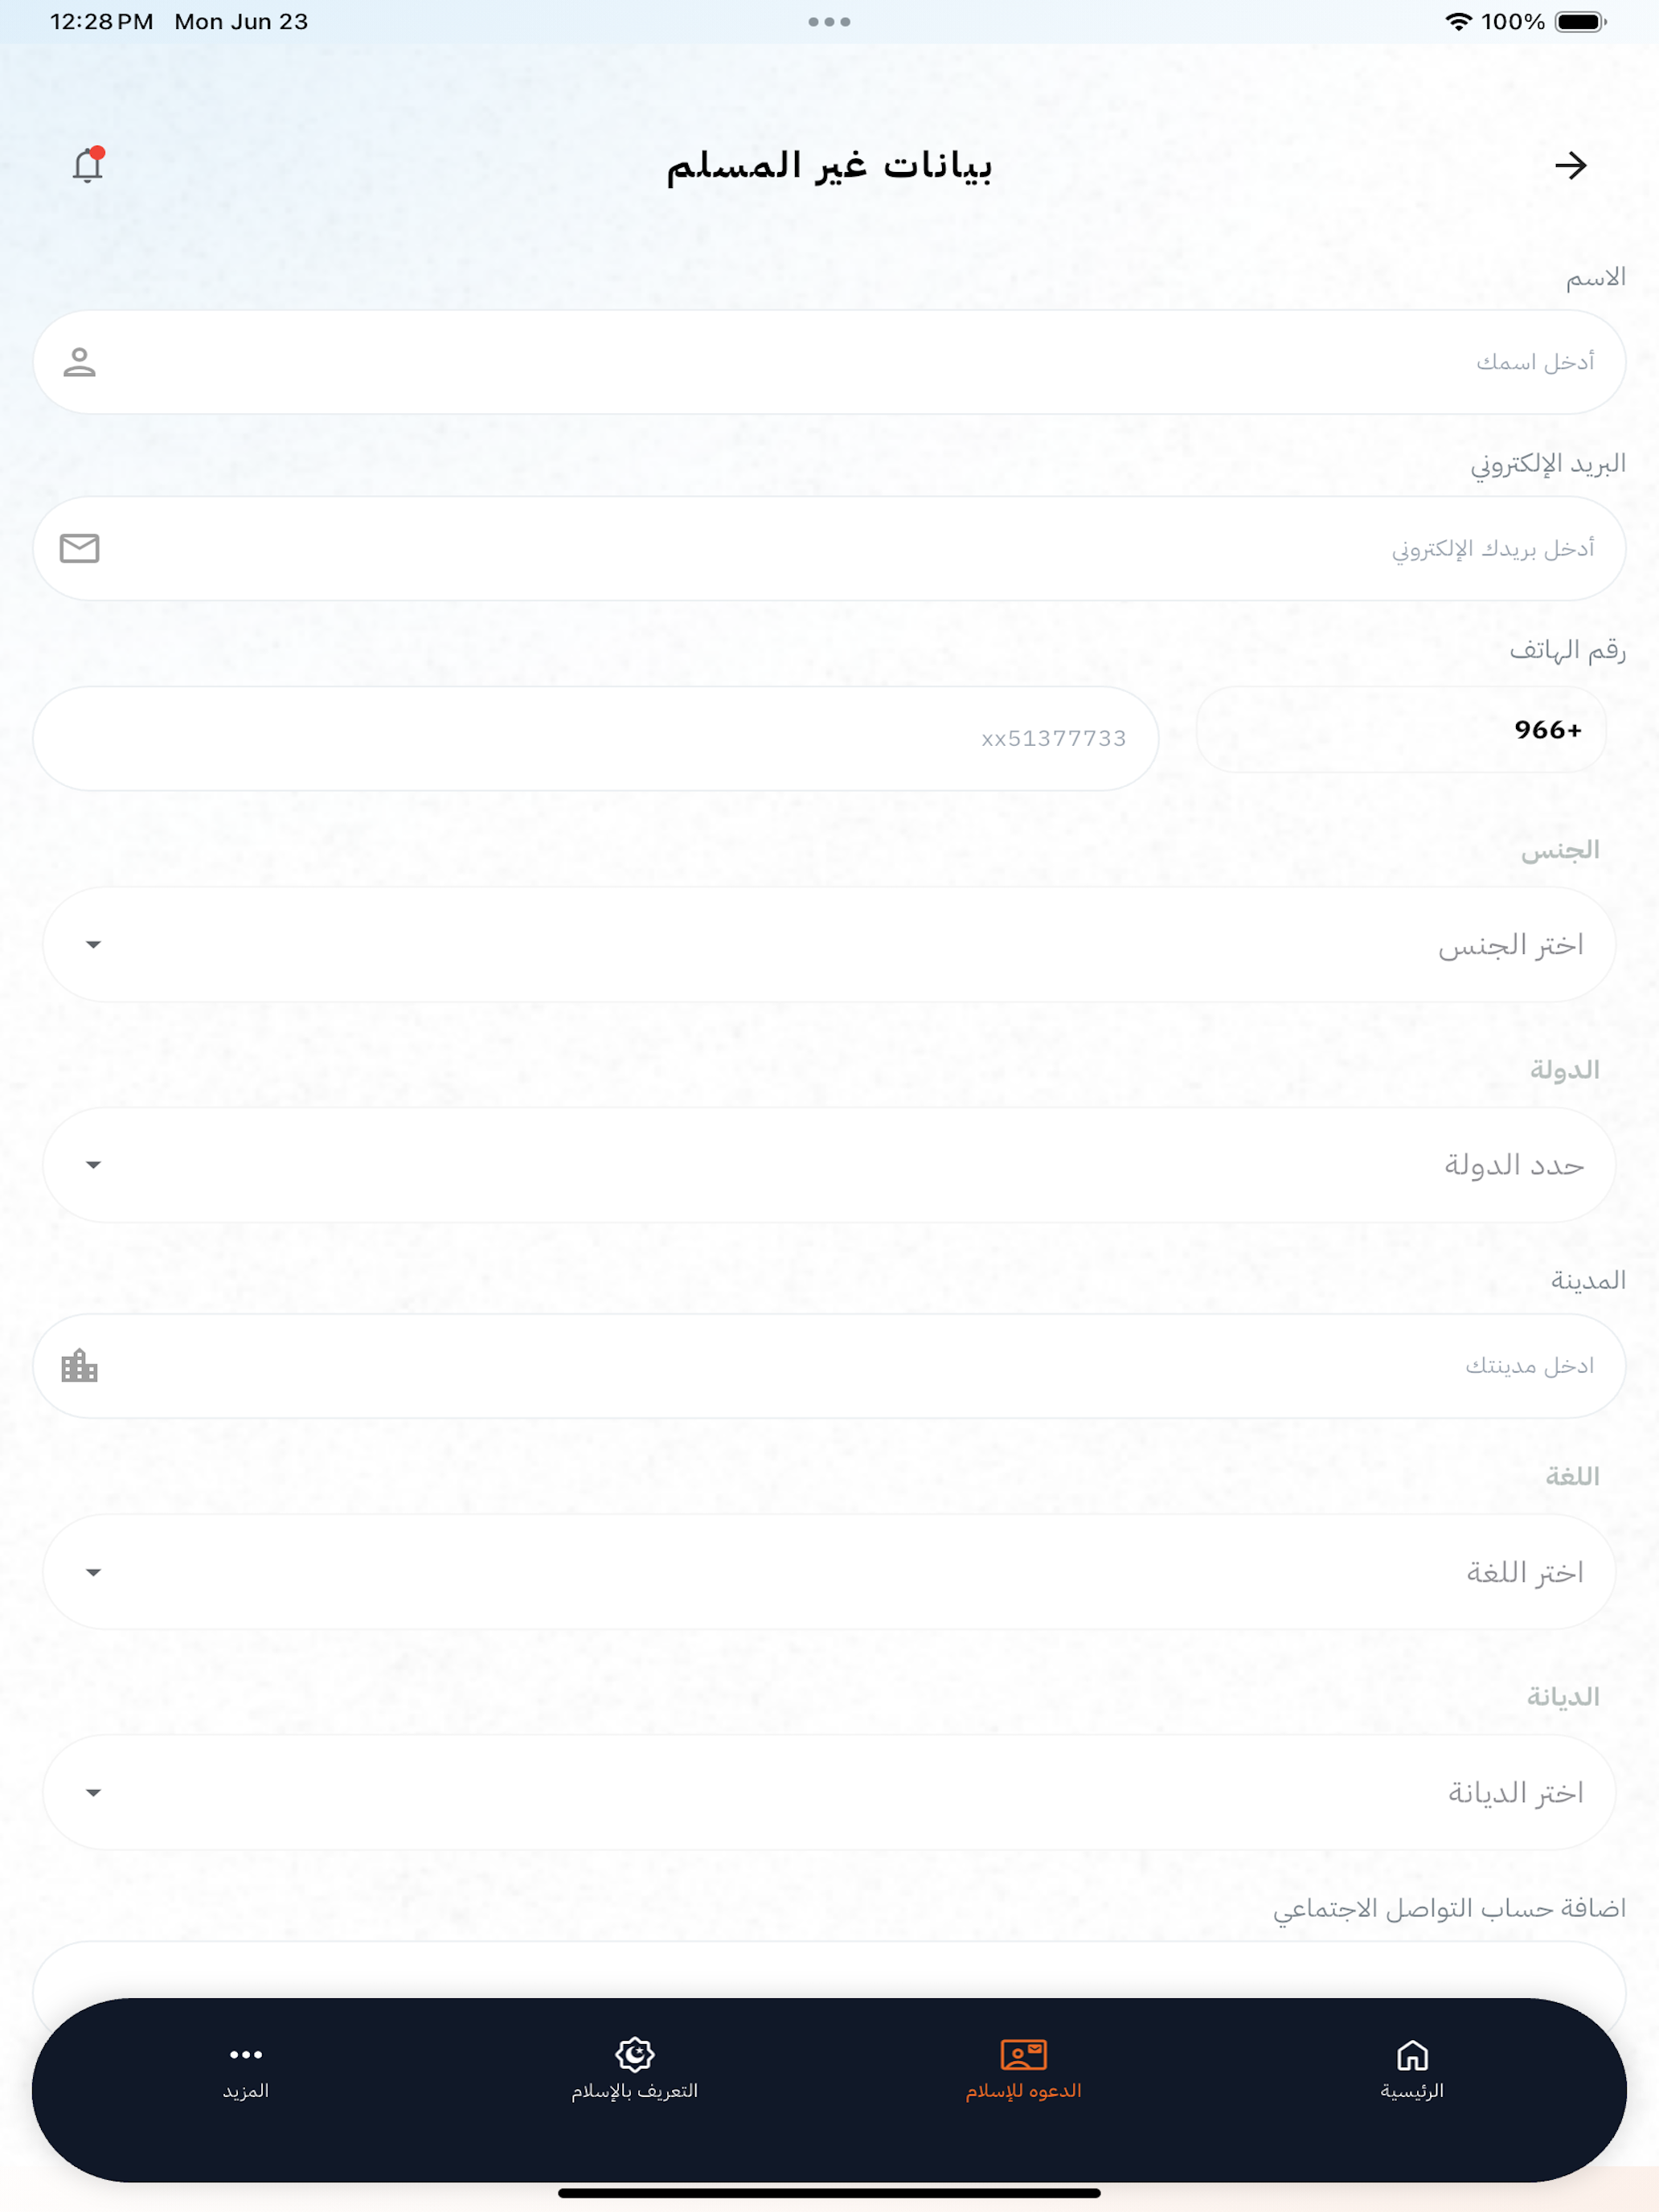 12:28 PM Mon Jun 23
100%
بيانات غير المسلم
الاسم
أدخل اسمك
البريد الإلكتروني
أدخل بريدك الإلكتروني
رقم الهاتف
966+
xx51377733
الجنس
اختر الجنس
الدولة
حدد الدولة
المدينة
ادخل مدينتك
اللغة
اختر اللغة
الديانة
اختر الديانة
اضافة حساب التواصل الاجتماعي
الرئيسية
الدعوه للإسلام
التعريف بالإسلام
المزيد